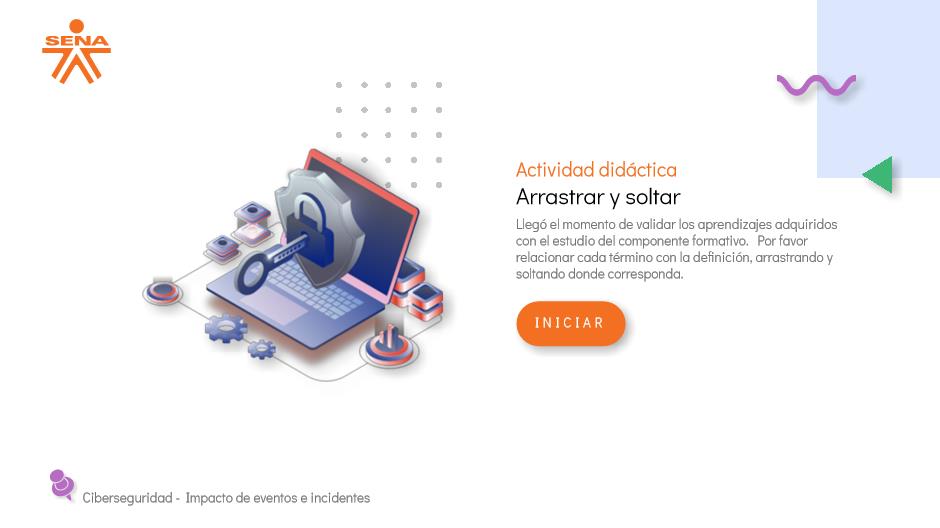 SENA
Actividad didáctica
Arrastrar y soltar
Llegó el momento de validar los aprendizajes adquiridos
con el estudio del componente formativo. Por favor
relacionar cada término con la definición, arrastrando y
soltando donde corresponda.
INICIAR
Ciberseguridad - Impacto de eventos e incidentes